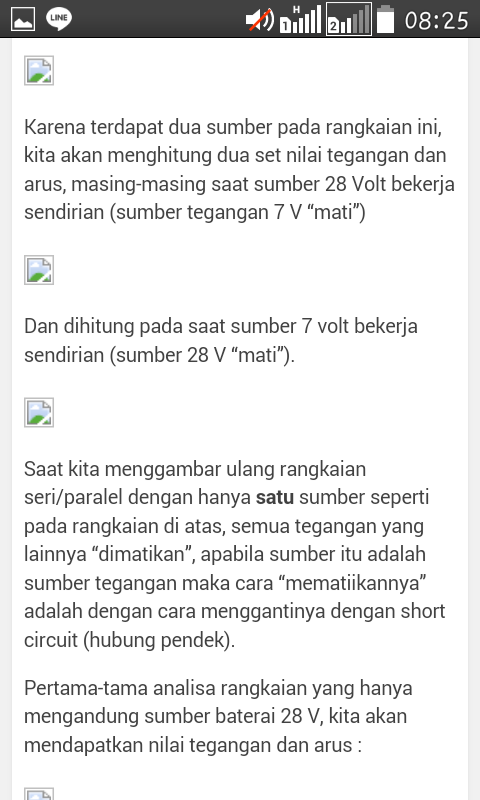 LINE
H
1
2
08:25
Karena terdapat dua sumber pada rangkaian ini,
kita akan menghitung dua set nilai tegangan dan
arus, masing-masing saat sumber 28 Volt bekerja
sendirian (sumber tegangan 7 V “mati”)
Dan dihitung pada saat sumber 7 volt bekerja
sendirian (sumber 28 V “mati”).
Saat kita menggambar ulang rangkaian
seri/paralel dengan hanya satu sumber seperti
pada rangkaian di atas, semua tegangan yang
lainnya “dimatikan”, apabila sumber itu adalah
sumber tegangan maka cara “mematiikannya”
adalah dengan cara menggantinya dengan short
circuit (hubung pendek).
Pertama-tama analisa rangkaian yang hanya
mengandung sumber baterai 28 V, kita akan
mendapatkan nilai tegangan dan arus :